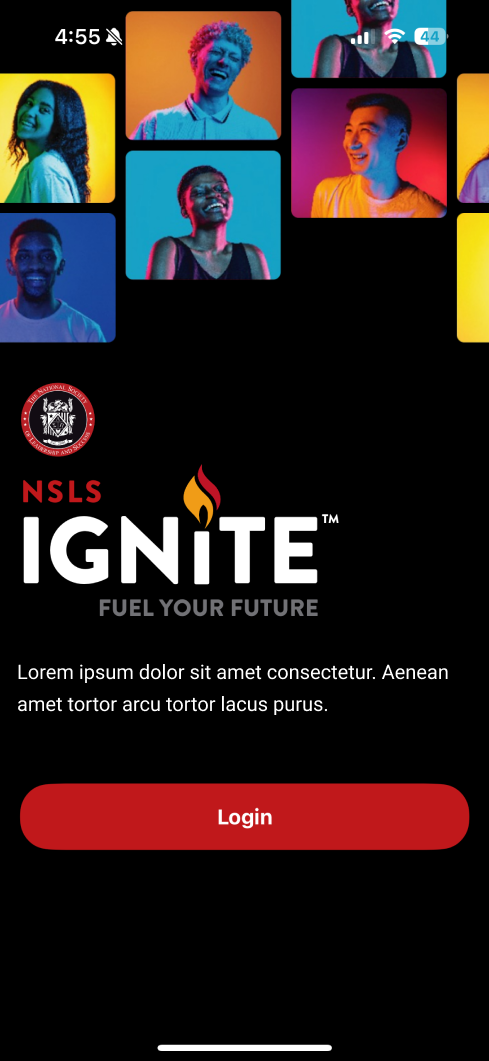 4:55
44
THE NATIONAL SOCIETY
OF LEADERSHIP AND SUCCESS
NSLS
IGNiTE™
FUEL YOUR FUTURE
Lorem ipsum dolor sit amet consectetur. Aenean
amet tortor arcu tortor lacus purus.
Login